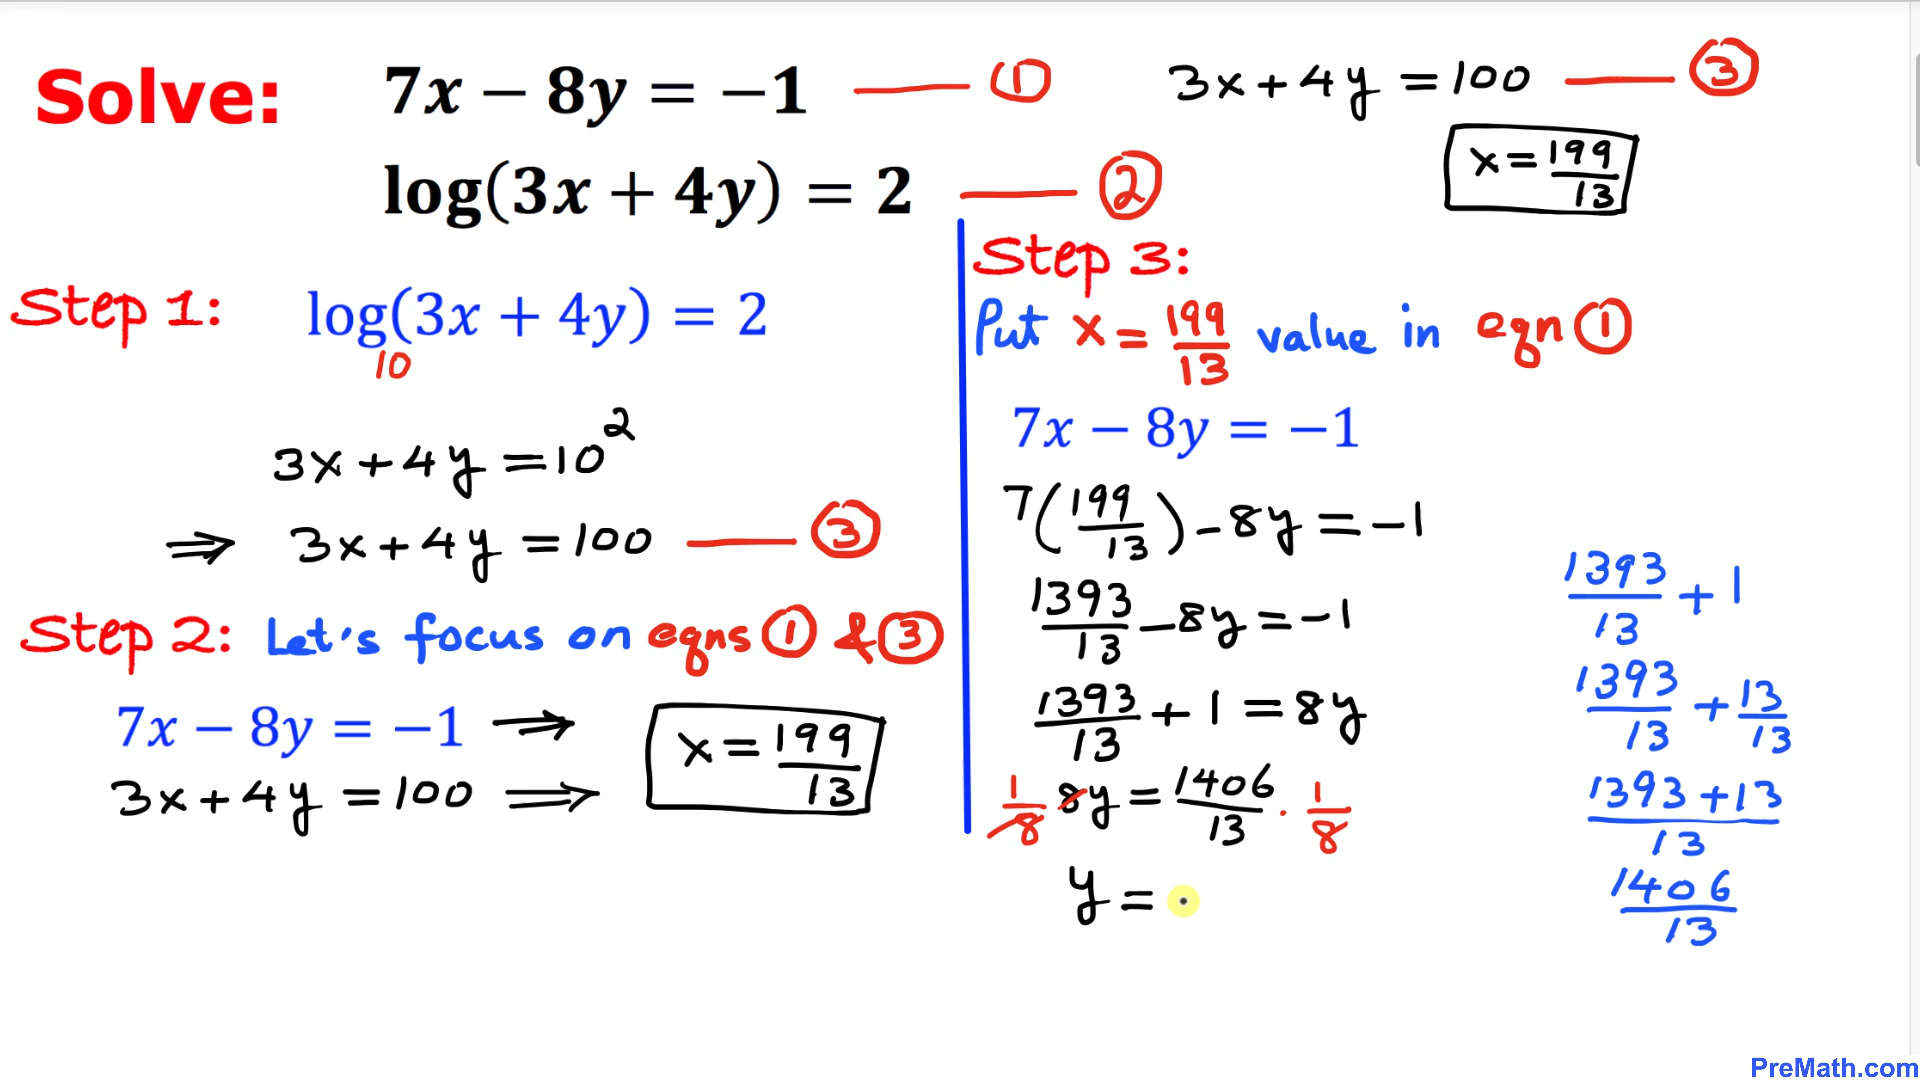 Solve: 7x − 8y = −1 —— ①
log(3x + 4y) = 2 —— ②
3x + 4y = 100 —— ③
x = 199/13
Step 1: log₁₀(3x + 4y) = 2
3x + 4y = 10²
⇒ 3x + 4y = 100 —— ③
Step 2: Let's focus on eqns ① & ③
7x − 8y = −1 →
3x + 4y = 100 ⇒
x = 199/13
Step 3:
Put x = 199/13 value in eqn ①
7x − 8y = −1
7(199/13) − 8y = −1
1393/13 − 8y = −1
1393/13 + 1 = 8y
1/8 8y = 1406/13 · 1/8
y =
1393/13 + 1
1393/13 + 13/13
1393 + 13/13
1406/13
PreMath.com